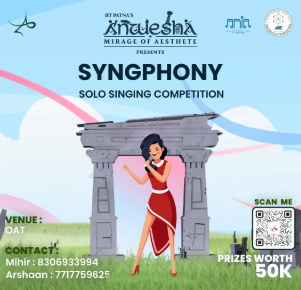 IIT PATNA'S
Anwesha
MIRAGE OF AESTHETE
PRESENTS
SYNGPHONY
SOLO SINGING COMPETITION
VENUE :
OAT
CONTACT :
Mihir : 8306933994
Arshaan : 7717759625
SCAN ME
PRIZES WORTH
50K